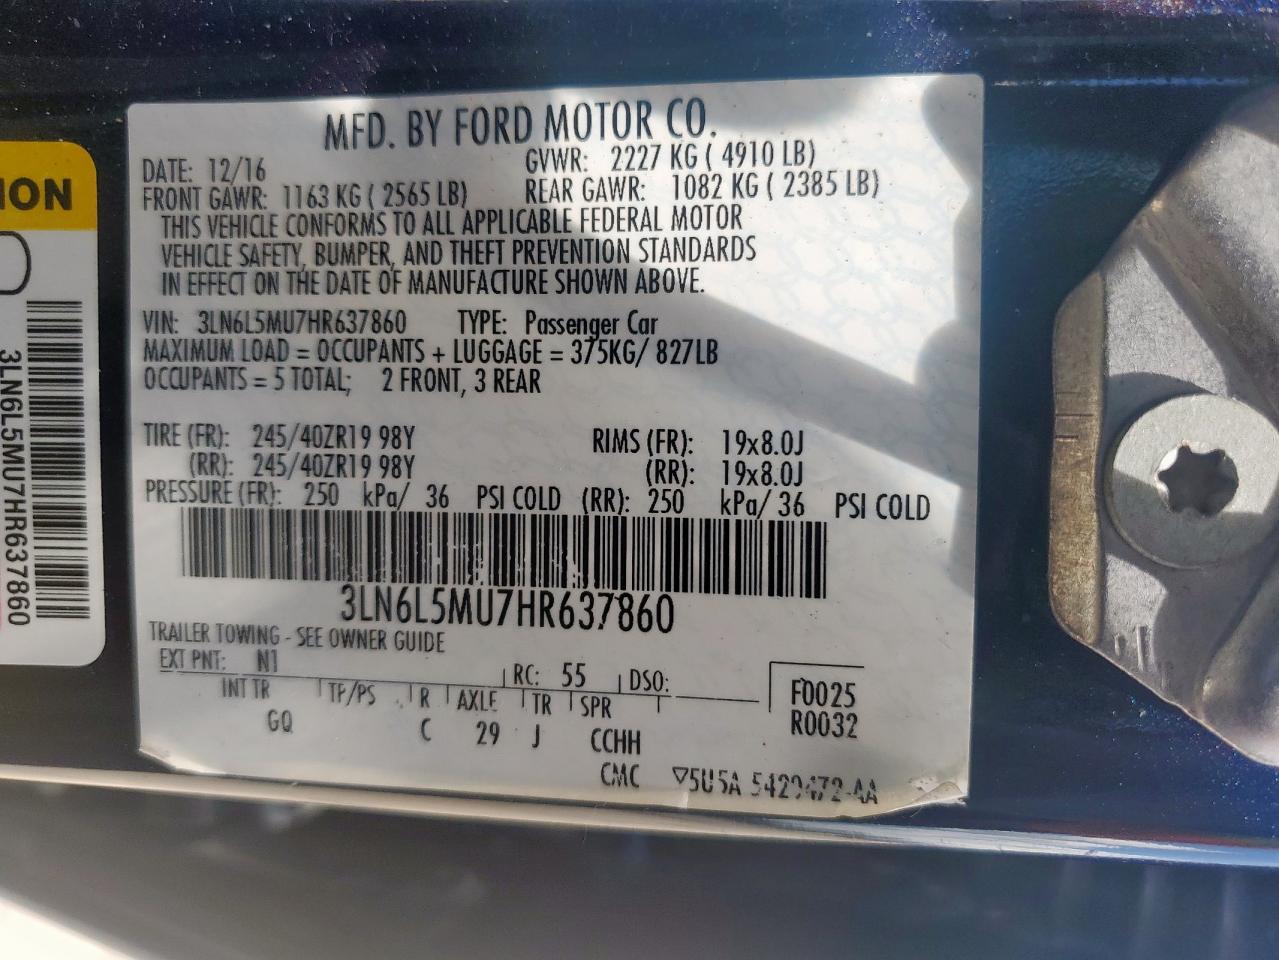 MFD. BY FORD MOTOR CO.
DATE: 12/16 GVWR: 2227 KG ( 4910 LB)
FRONT GAWR: 1163 KG ( 2565 LB) REAR GAWR: 1082 KG ( 2385 LB)
THIS VEHICLE CONFORMS TO ALL APPLICABLE FEDERAL MOTOR
VEHICLE SAFETY, BUMPER, AND THEFT PREVENTION STANDARDS
IN EFFECT ON THE DATE OF MANUFACTURE SHOWN ABOVE.
VIN: 3LN6L5MU7HR637860 TYPE: Passenger Car
MAXIMUM LOAD = OCCUPANTS + LUGGAGE = 375KG/ 827LB
OCCUPANTS = 5 TOTAL; 2 FRONT, 3 REAR
TIRE (FR): 245/40ZR19 98Y RIMS (FR): 19x8.0J
(RR): 245/40ZR19 98Y (RR): 19x8.0J
PRESSURE (FR): 250 kPa/ 36 PSI COLD (RR): 250 kPa/ 36 PSI COLD
3LN6L5MU7HR637860
TRAILER TOWING - SEE OWNER GUIDE
EXT PNT: N1 RC: 55 DSO:
INT TR TP/PS R AXLE TR SPR F0025
GQ C 29 J CCHH R0032
CMC ▽5U5A 5429472-AA
ION
3LN6L5MU7HR637860